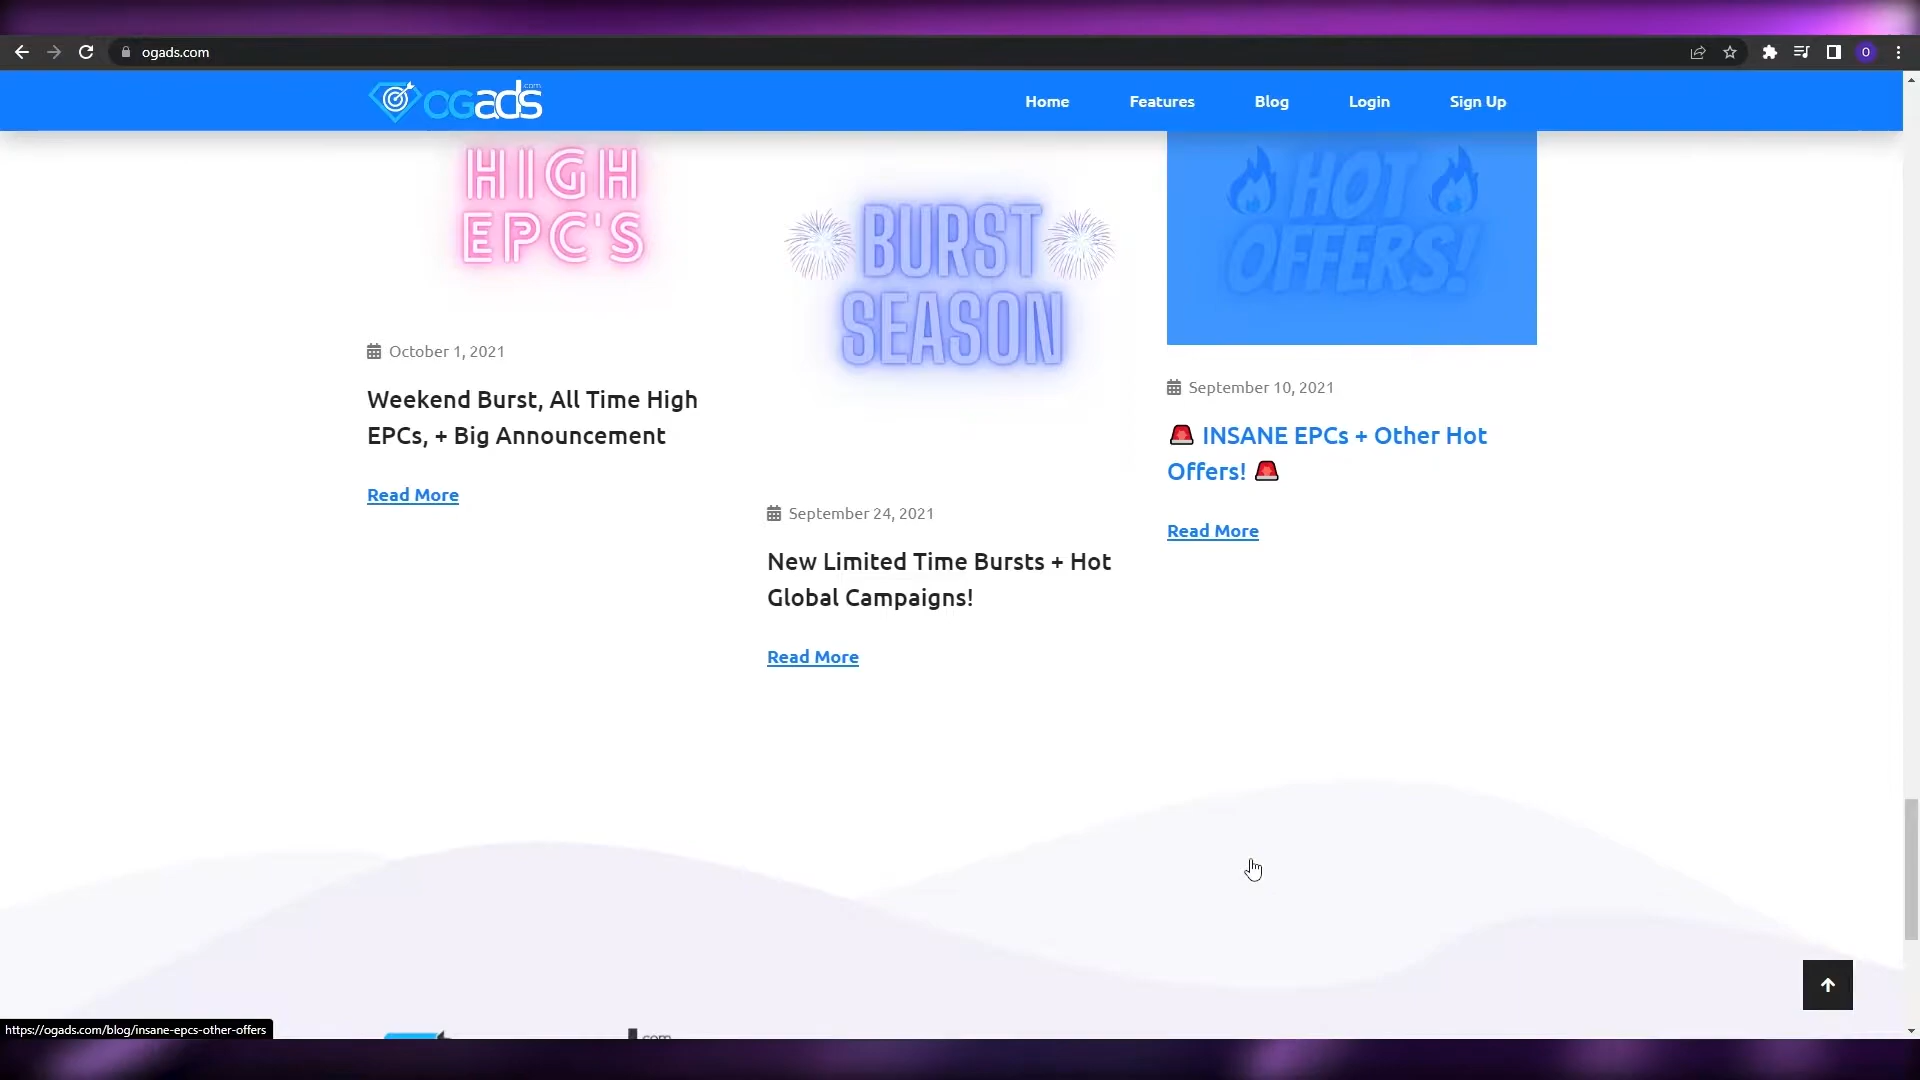 ogads.com
O
OGads.com
Home
Features
Blog
Login
Sign Up
HIGH
EPC'S
October 1, 2021
Weekend Burst, All Time High
EPCs, + Big Announcement
Read More
BURST
SEASON
September 24, 2021
New Limited Time Bursts + Hot
Global Campaigns!
Read More
HOT
OFFERS!
September 10, 2021
🚨 INSANE EPCs + Other Hot
Offers! 🚨
Read More
.com
https://ogads.com/blog/insane-epcs-other-offers